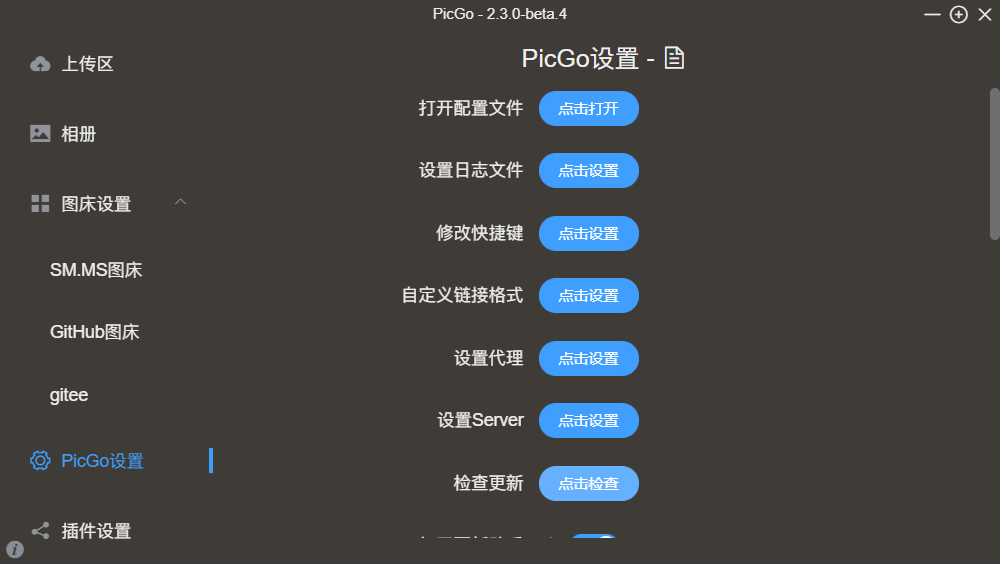 PicGo - 2.3.0-beta.4
上传区
相册
图床设置
SM.MS图床
GitHub图床
gitee
PicGo设置
插件设置
PicGo设置 -
打开配置文件 点击打开
设置日志文件 点击设置
修改快捷键 点击设置
自定义链接格式 点击设置
设置代理 点击设置
设置Server 点击设置
检查更新 点击检查